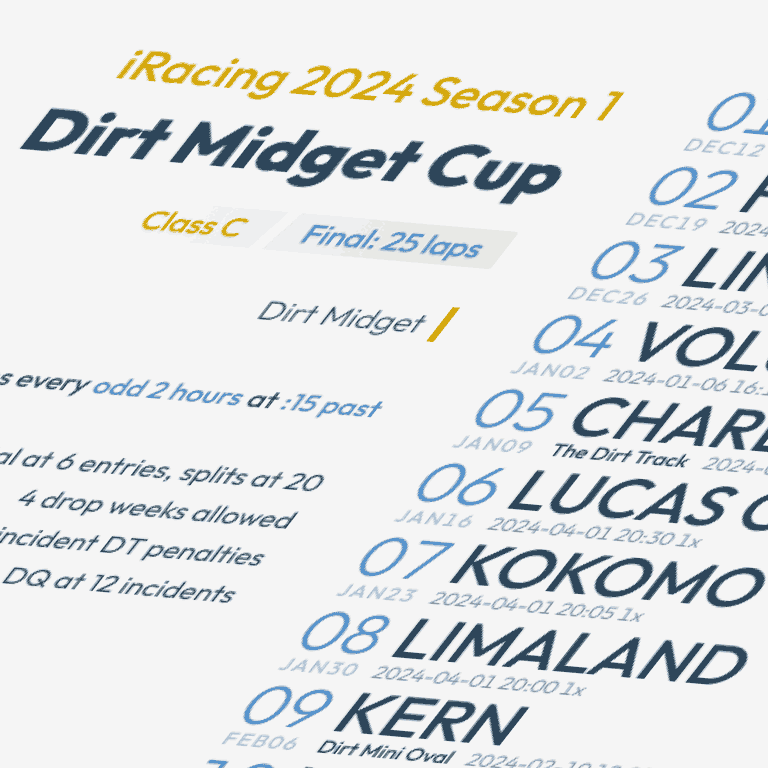 iRacing 2024 Season 1
Dirt Midget Cup
Class C
Final: 25 laps
Dirt Midget
every odd 2 hours at :15 past
at 6 entries, splits at 20
4 drop weeks allowed
incident DT penalties
DQ at 12 incidents
01
DEC12
02
DEC19
03
DEC26
04
JAN02 2024-01-06
05
JAN09 The Dirt Track
06 LUCAS
JAN16 2024-04-01 20:30 1x
07 KOKOMO
JAN23 2024-04-01 20:05 1x
08 LIMALAND
JAN30 2024-04-01 20:00 1x
09 KERN
FEB06 Dirt Mini Oval